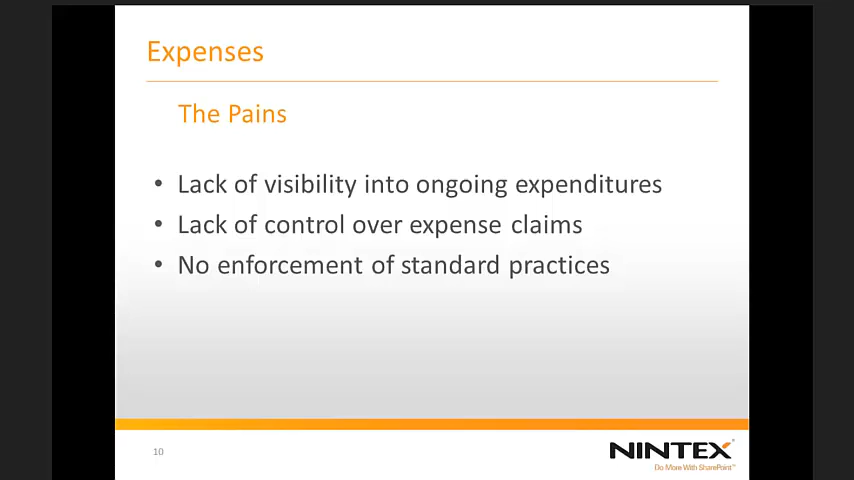 Expenses
The Pains
• Lack of visibility into ongoing expenditures
• Lack of control over expense claims
• No enforcement of standard practices
10
NINTEX®
Do More With SharePoint™